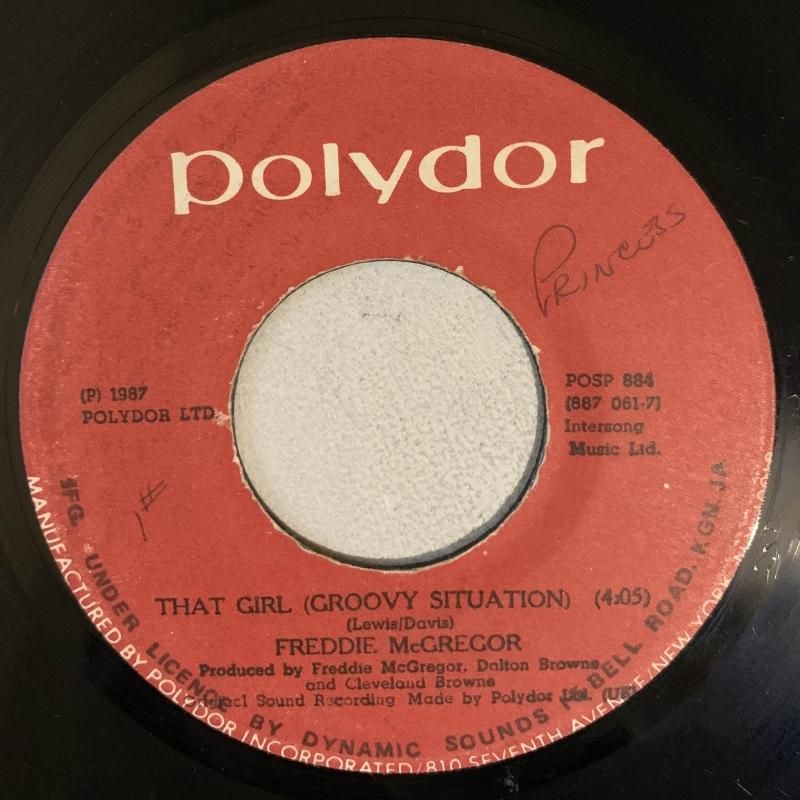 polydor
Princess
(P) 1987
POLYDOR LTD
POSP 884
(887 061-7)
Intersong
Music Ltd.
1#
THAT GIRL (GROOVY SITUATION) (4:05)
(Lewis/Davis)
FREDDIE McGREGOR
Produced by Freddie McGregor, Dalton Browne
and Cleveland Browne
Sound Recording Made by Polydor Ltd. (UK)
MFG. UNDER LICENCE BY DYNAMIC SOUNDS BELL ROAD, KGN. JA
MANUFACTURED BY POLYDOR INCORPORATED/810 SEVENTH AVENUE/NEW YORK